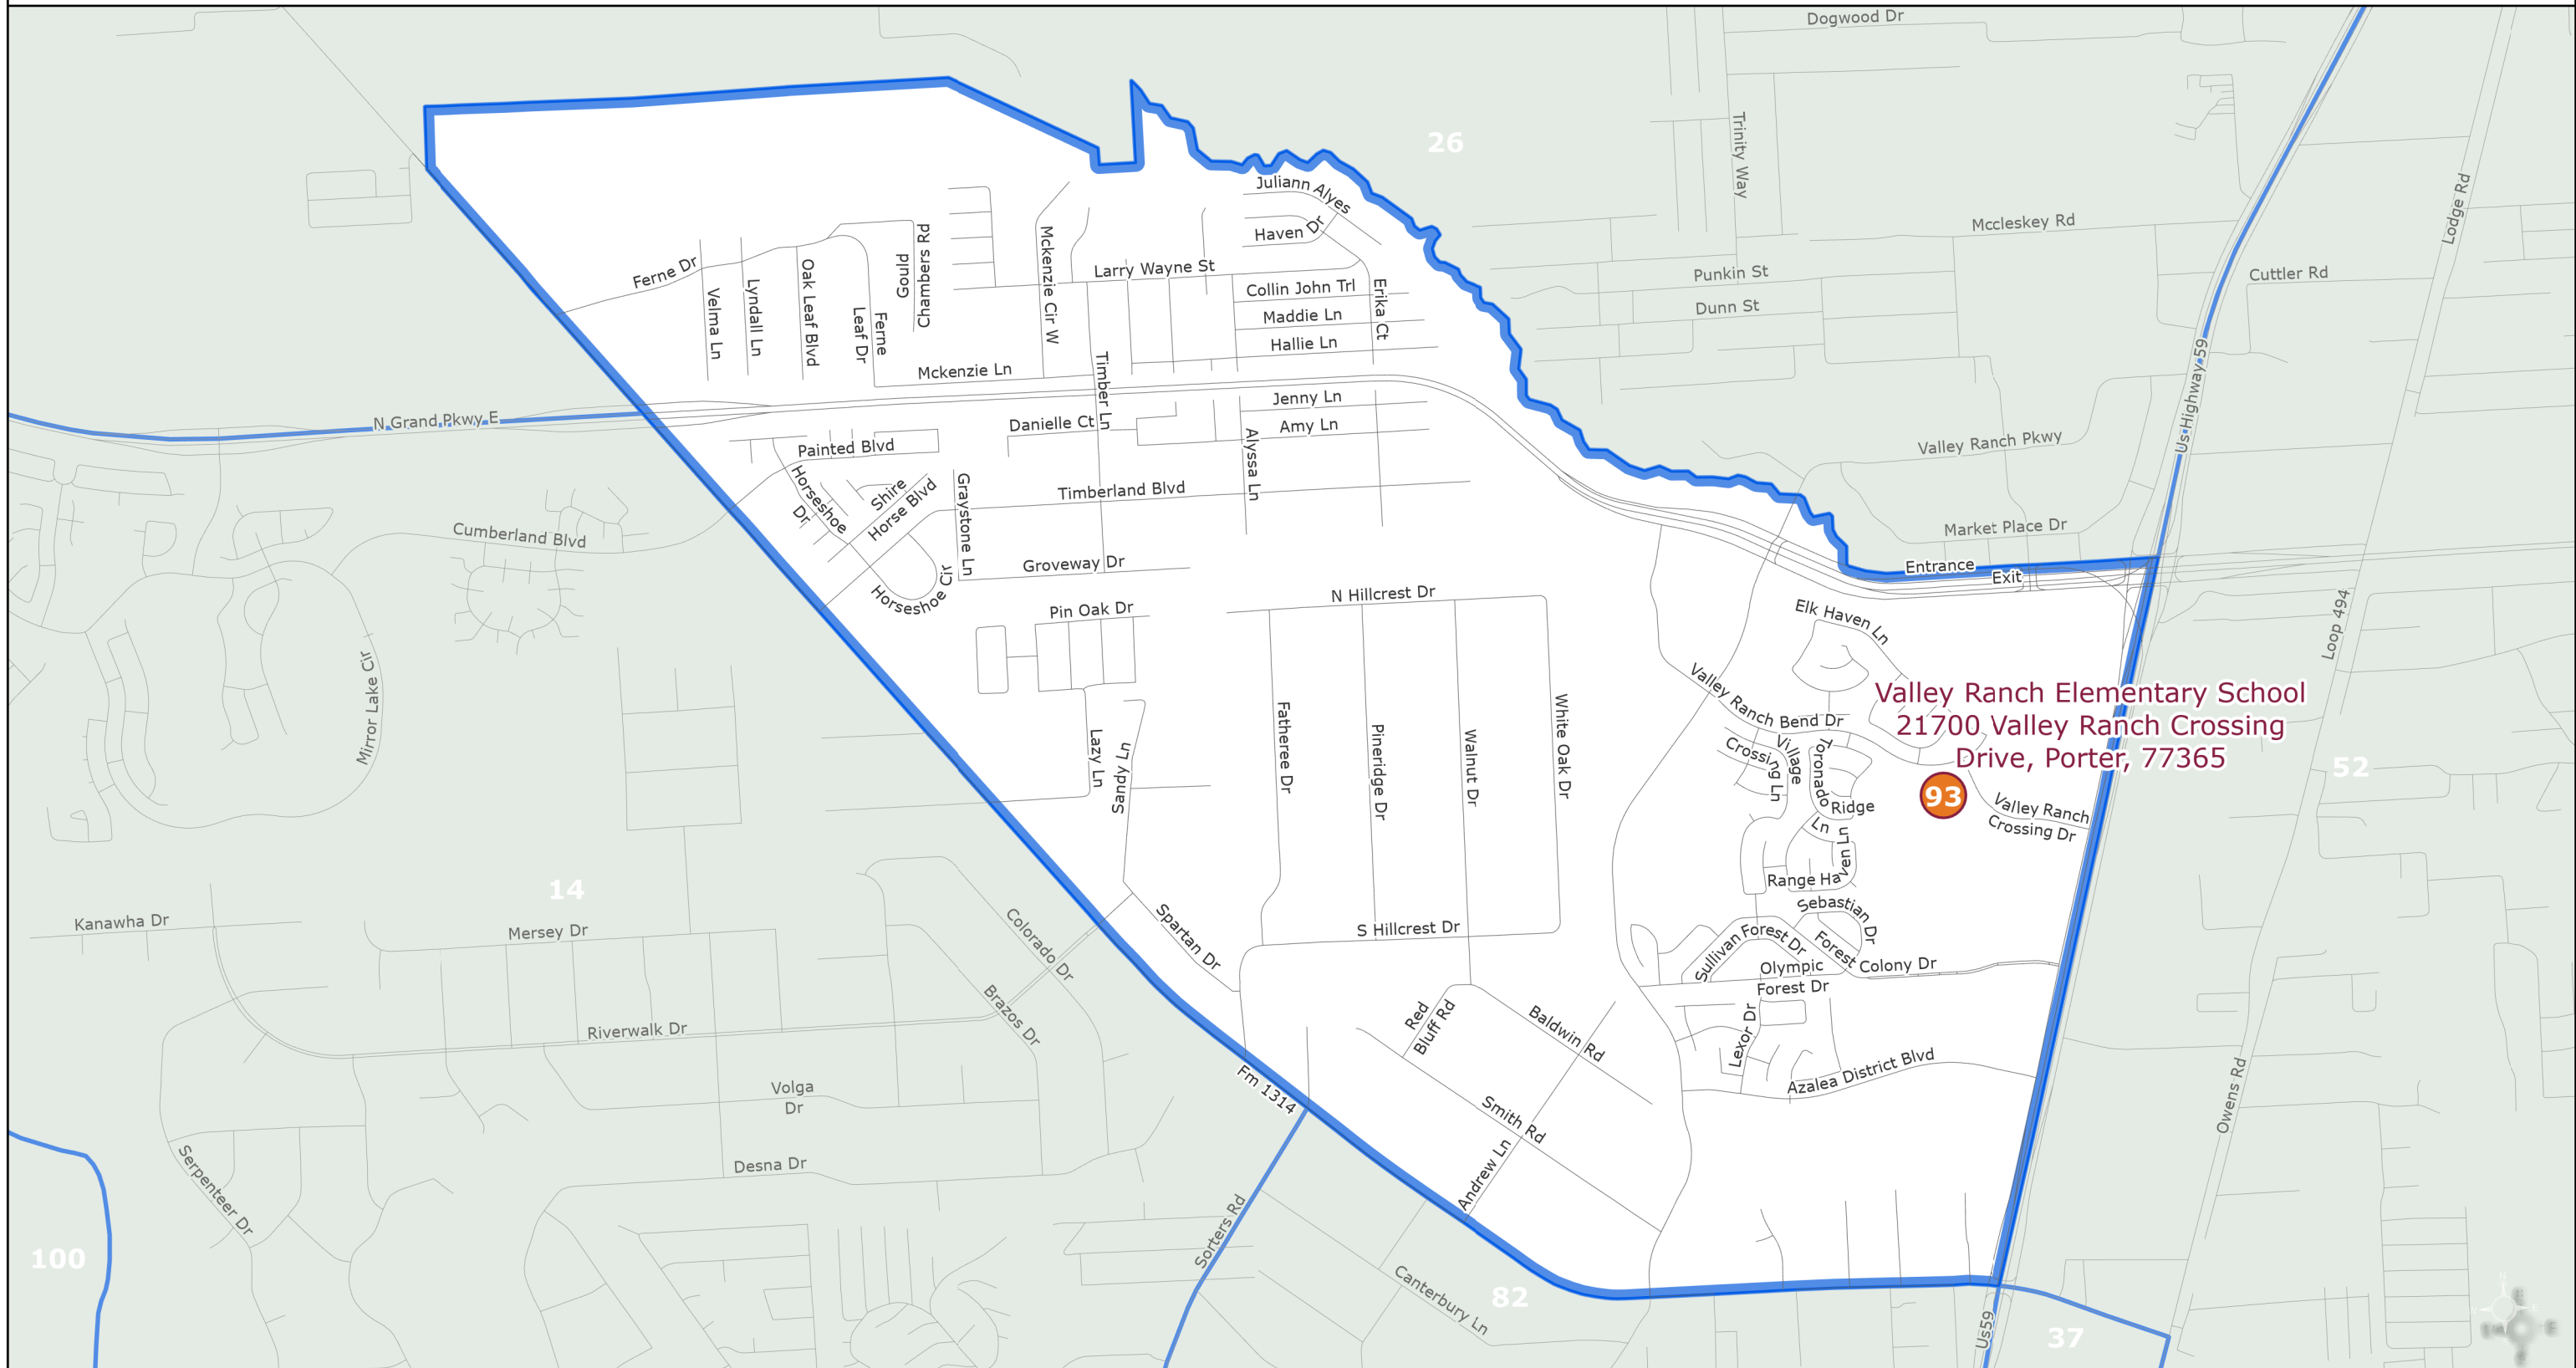 Dogwood Dr
26
Trinity Way
Juliann Alyes
Haven Dr
Mccleskey Rd
Lodge Rd
Ferne Dr
Velma Ln
Lyndall Ln
Oak Leaf Blvd
Ferne
Leaf Dr
Gould
Chambers Rd
Mckenzie Cir W
Larry Wayne St
Collin John Trl
Maddie Ln
Hallie Ln
Erika Ct
Punkin St
Dunn St
Cuttler Rd
Us Highway 59
Mckenzie Ln
Timber Ln
N Grand Pkwy E
Danielle Ct
Jenny Ln
Amy Ln
Alyssa Ln
Painted Blvd
Horseshoe
Dr
Shire
Horse Blvd
Graystone Ln
Timberland Blvd
Valley Ranch Pkwy
Market Place Dr
Cumberland Blvd
Groveway Dr
Horseshoe Cir
Entrance
Exit
Pin Oak Dr
N Hillcrest Dr
Elk Haven Ln
Loop 494
Mirror Lake Cir
Lazy Ln
Sandy Ln
Fatheree Dr
Pineridge Dr
Walnut Dr
White Oak Dr
Valley Ranch Bend Dr
Valley Ranch Elementary School
21700 Valley Ranch Crossing
Drive, Porter, 77365
Village
Crossing Ln
Toronado
Ridge
Ln
93
Valley Ranch
Crossing Dr
52
Range Haven Ln
14
Kanawha Dr
Mersey Dr
Colorado Dr
Brazos Dr
Spartan Dr
S Hillcrest Dr
Sebastian Dr
Sullivan Forest Dr
Forest Colony Dr
Olympic
Forest Dr
Riverwalk Dr
Red
Bluff Rd
Baldwin Rd
Lexor Dr
Azalea District Blvd
Owens Rd
Volga
Dr
Fm 1314
Smith Rd
Andrew Ln
Serpenteer Dr
Desna Dr
Sorters Rd
100
Canterbury Ln
82
Us59
37